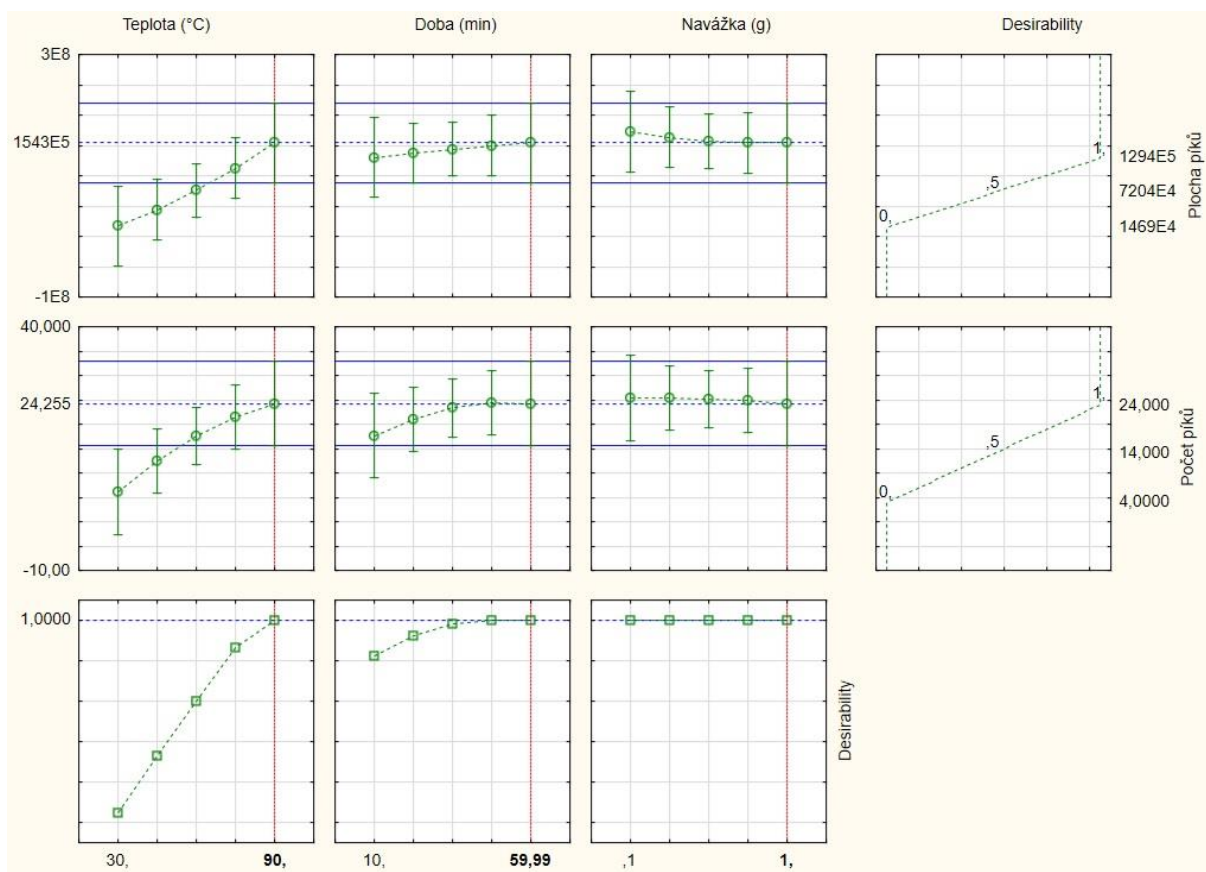 Teplota (°C) Doba (min) Navážka (g) Desirability
3E8
1543E5
-1E8
0,
,5
1,
1294E5
7204E4
1469E4
Plocha píků
40,000
24,255
-10,00
0,
,5
1,
24,000
14,000
4,0000
Počet píků
1,0000
Desirability
30, 90, 10, 59,99 ,1 1,